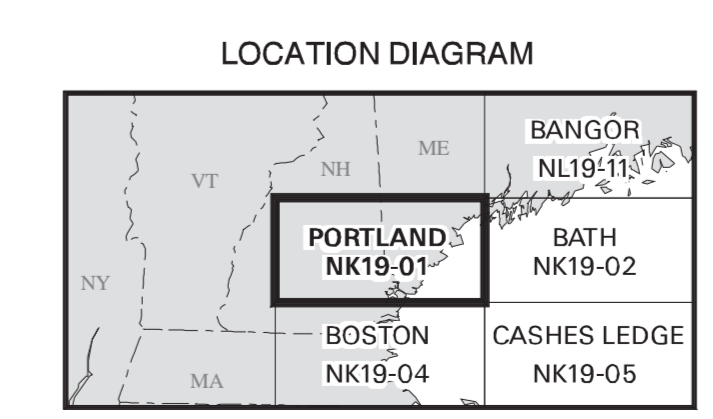 LOCATION DIAGRAM
BANGOR
NL19-11
ME
NH
VT
PORTLAND
NK19-01
BATH
NK19-02
NY
BOSTON
NK19-04
CASHES LEDGE
NK19-05
MA